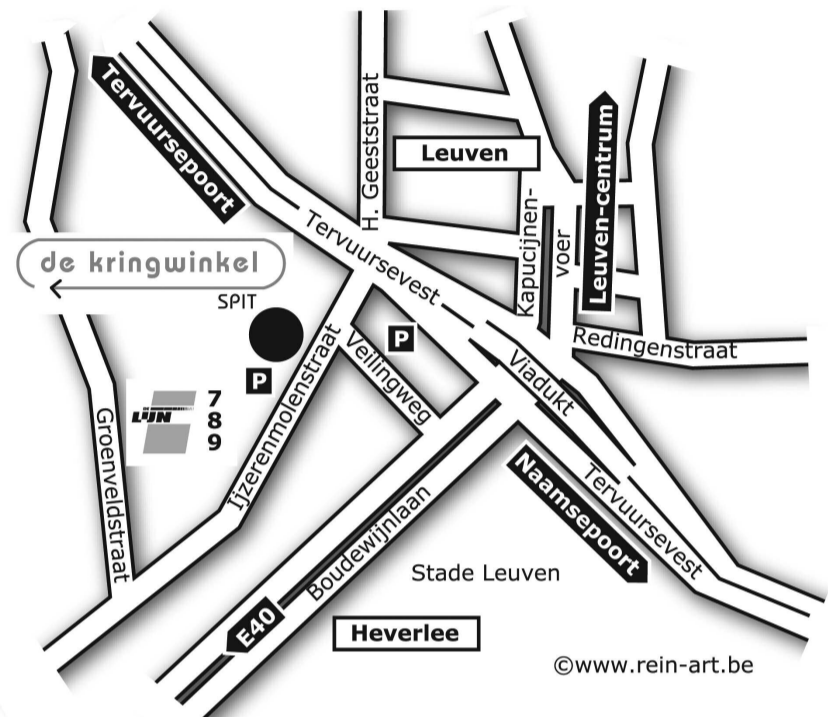 Tervuursepoort
H. Geeststraat
Leuven
Leuven-centrum
Kapucijnen-
voer
Tervuursevest
de kringwinkel
SPIT
P
P
Veilingweg
Redingenstraat
Viadukt
Ijzerenmolenstraat
LIJN
7
8
9
Groenveldstraat
Naamsepoort
Tervuursevest
Boudewijnlaan
Stade Leuven
E40
Heverlee
©www.rein-art.be